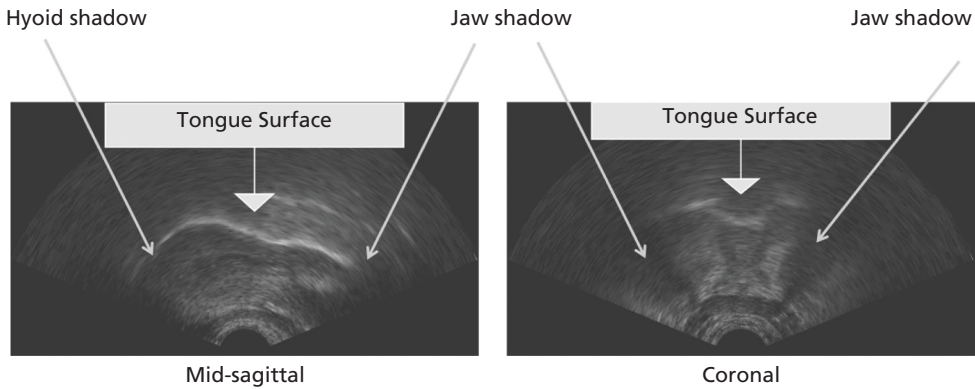 Hyoid shadow
Jaw shadow
Jaw shadow
Tongue Surface
Tongue Surface
Mid-sagittal
Coronal